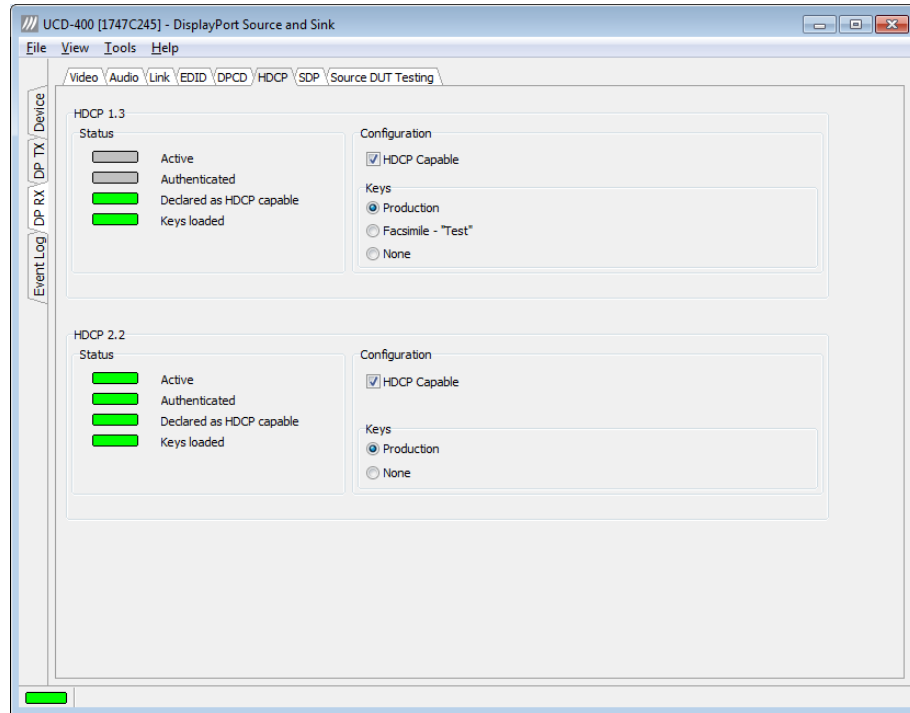 UCD-400 [1747C245] - DisplayPort Source and Sink
File View Tools Help
Video Audio Link EDID DPCD HDCP SDP Source DUT Testing
Device
DP TX
DP RX
Event Log
HDCP 1.3
Status
Active
Authenticated
Declared as HDCP capable
Keys loaded
Configuration
HDCP Capable
Keys
Production
Facsimile - "Test"
None
HDCP 2.2
Status
Active
Authenticated
Declared as HDCP capable
Keys loaded
Configuration
HDCP Capable
Keys
Production
None